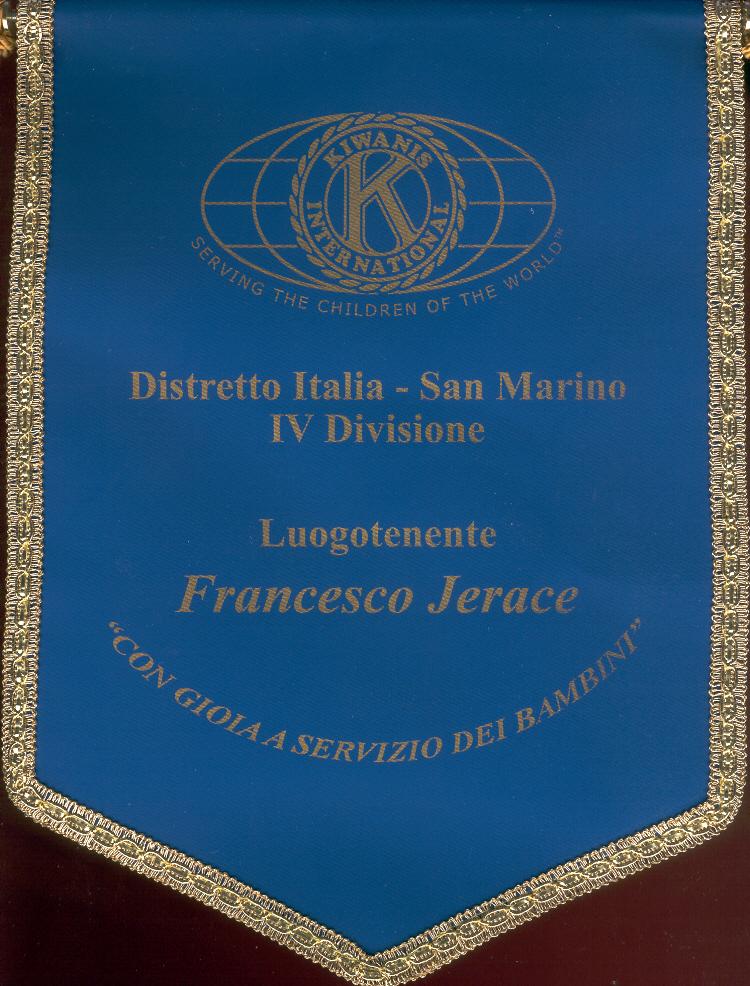 KIWANIS
K
INTERNATIONAL
SERVING THE CHILDREN OF THE WORLD™
Distretto Italia - San Marino
IV Divisione
Luogotenente
Francesco Jerace
“CON GIOIA A SERVIZIO DEI BAMBINI”